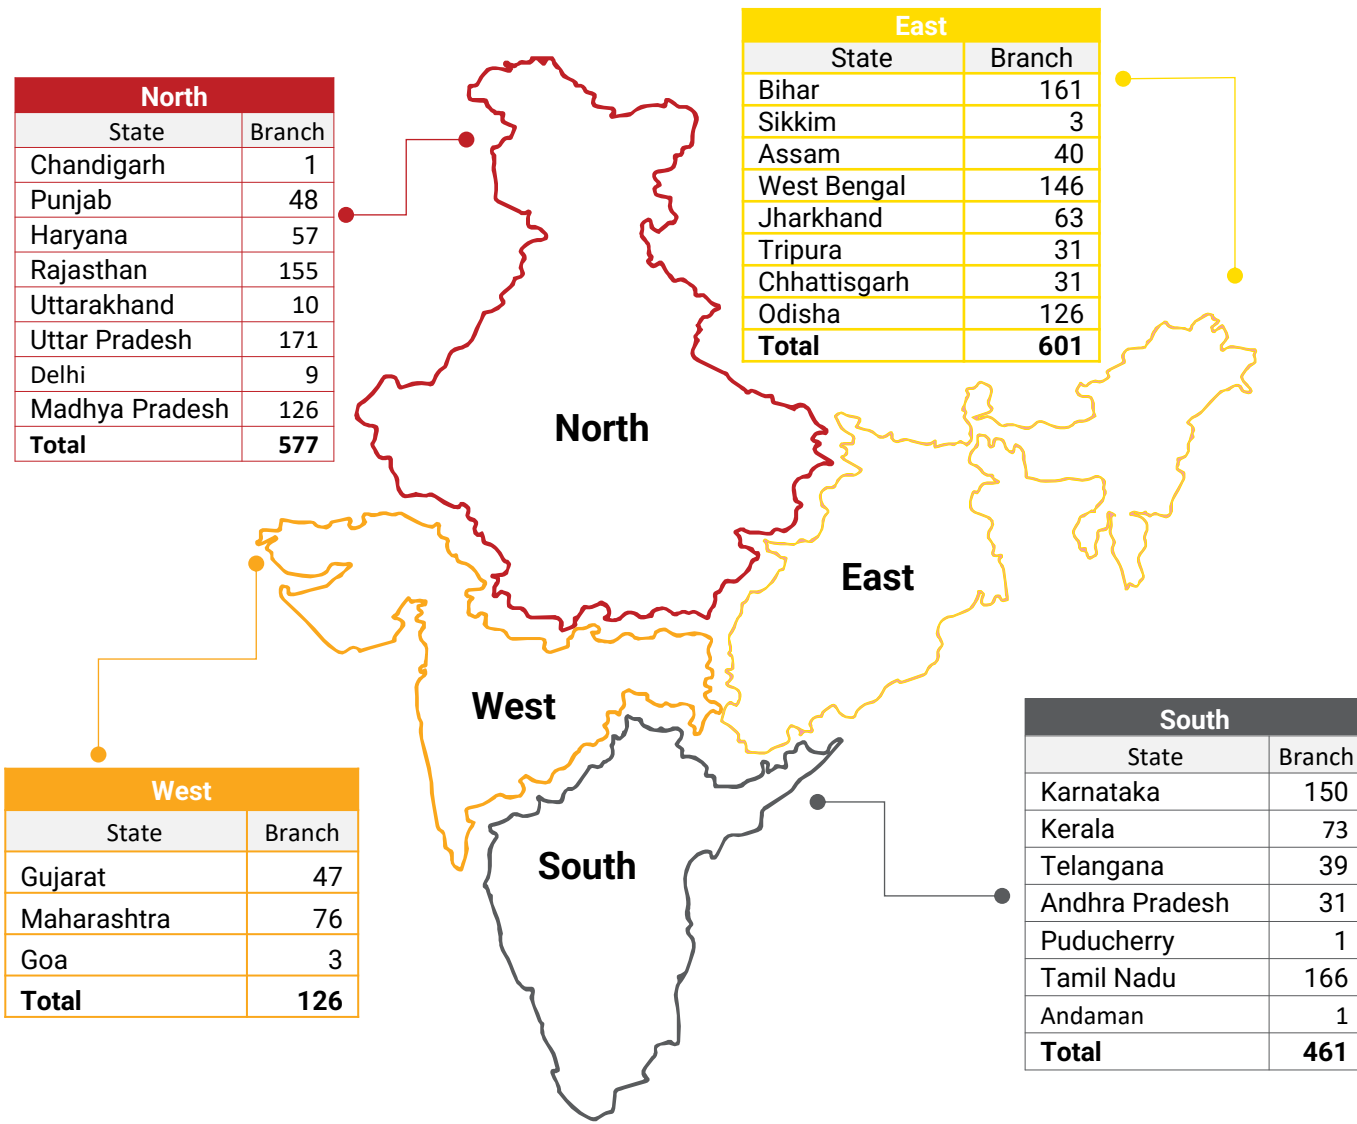 East
State Branch
Bihar 161
Sikkim 3
Assam 40
West Bengal 146
Jharkhand 63
Tripura 31
Chhattisgarh 31
Odisha 126
Total 601
North
State Branch
Chandigarh 1
Punjab 48
Haryana 57
Rajasthan 155
Uttarakhand 10
Uttar Pradesh 171
Delhi 9
Madhya Pradesh 126
Total 577
North
East
West
South
West
State Branch
Gujarat 47
Maharashtra 76
Goa 3
Total 126
South
State Branch
Karnataka 150
Kerala 73
Telangana 39
Andhra Pradesh 31
Puducherry 1
Tamil Nadu 166
Andaman 1
Total 461